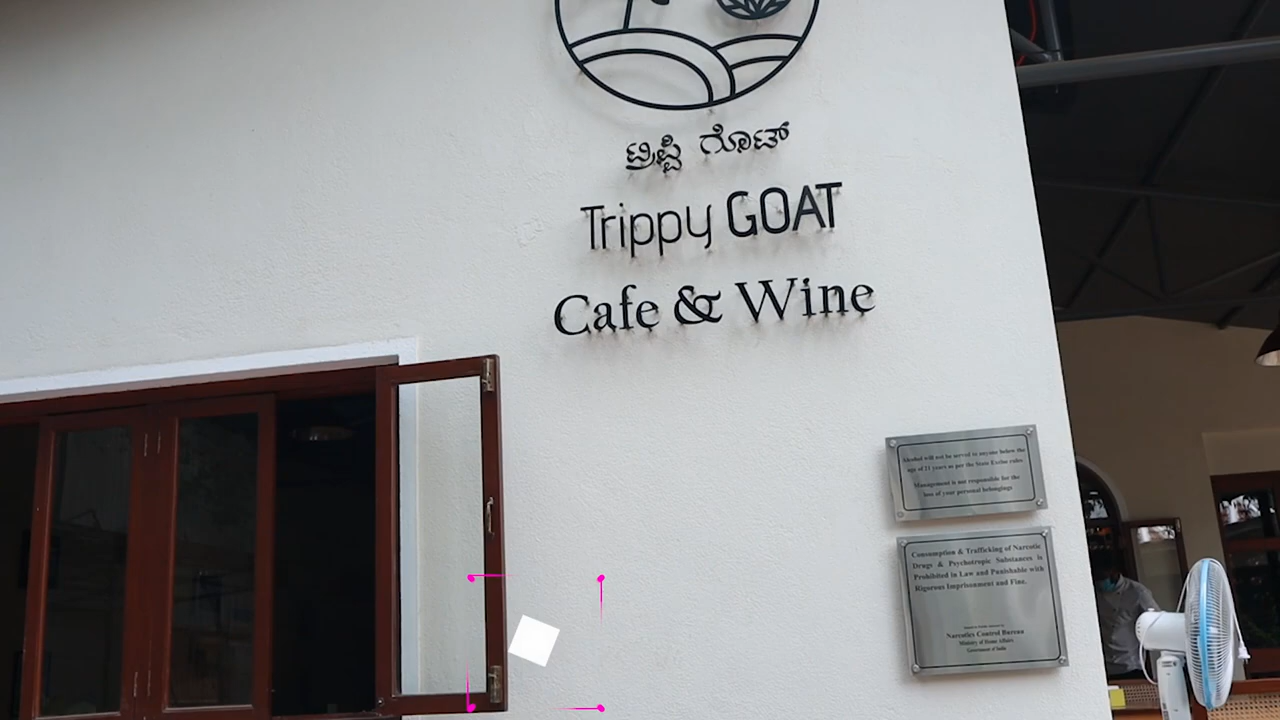 ಟ್ರಿಪ್ಪಿ ಗೊಟ್
Trippy GOAT
Cafe & Wine
Alcohol will not be served to anyone below the
age of 21 years as per the State Excise rules
Management is not responsible for the
loss of your personal belongings
Consumption & Trafficking of Narcotic
Drugs & Psychotropic Substances is
Prohibited in Law and Punishable with
Rigorous Imprisonment and Fine.
Narcotics Control Bureau
Ministry of Home Affairs
Government of India